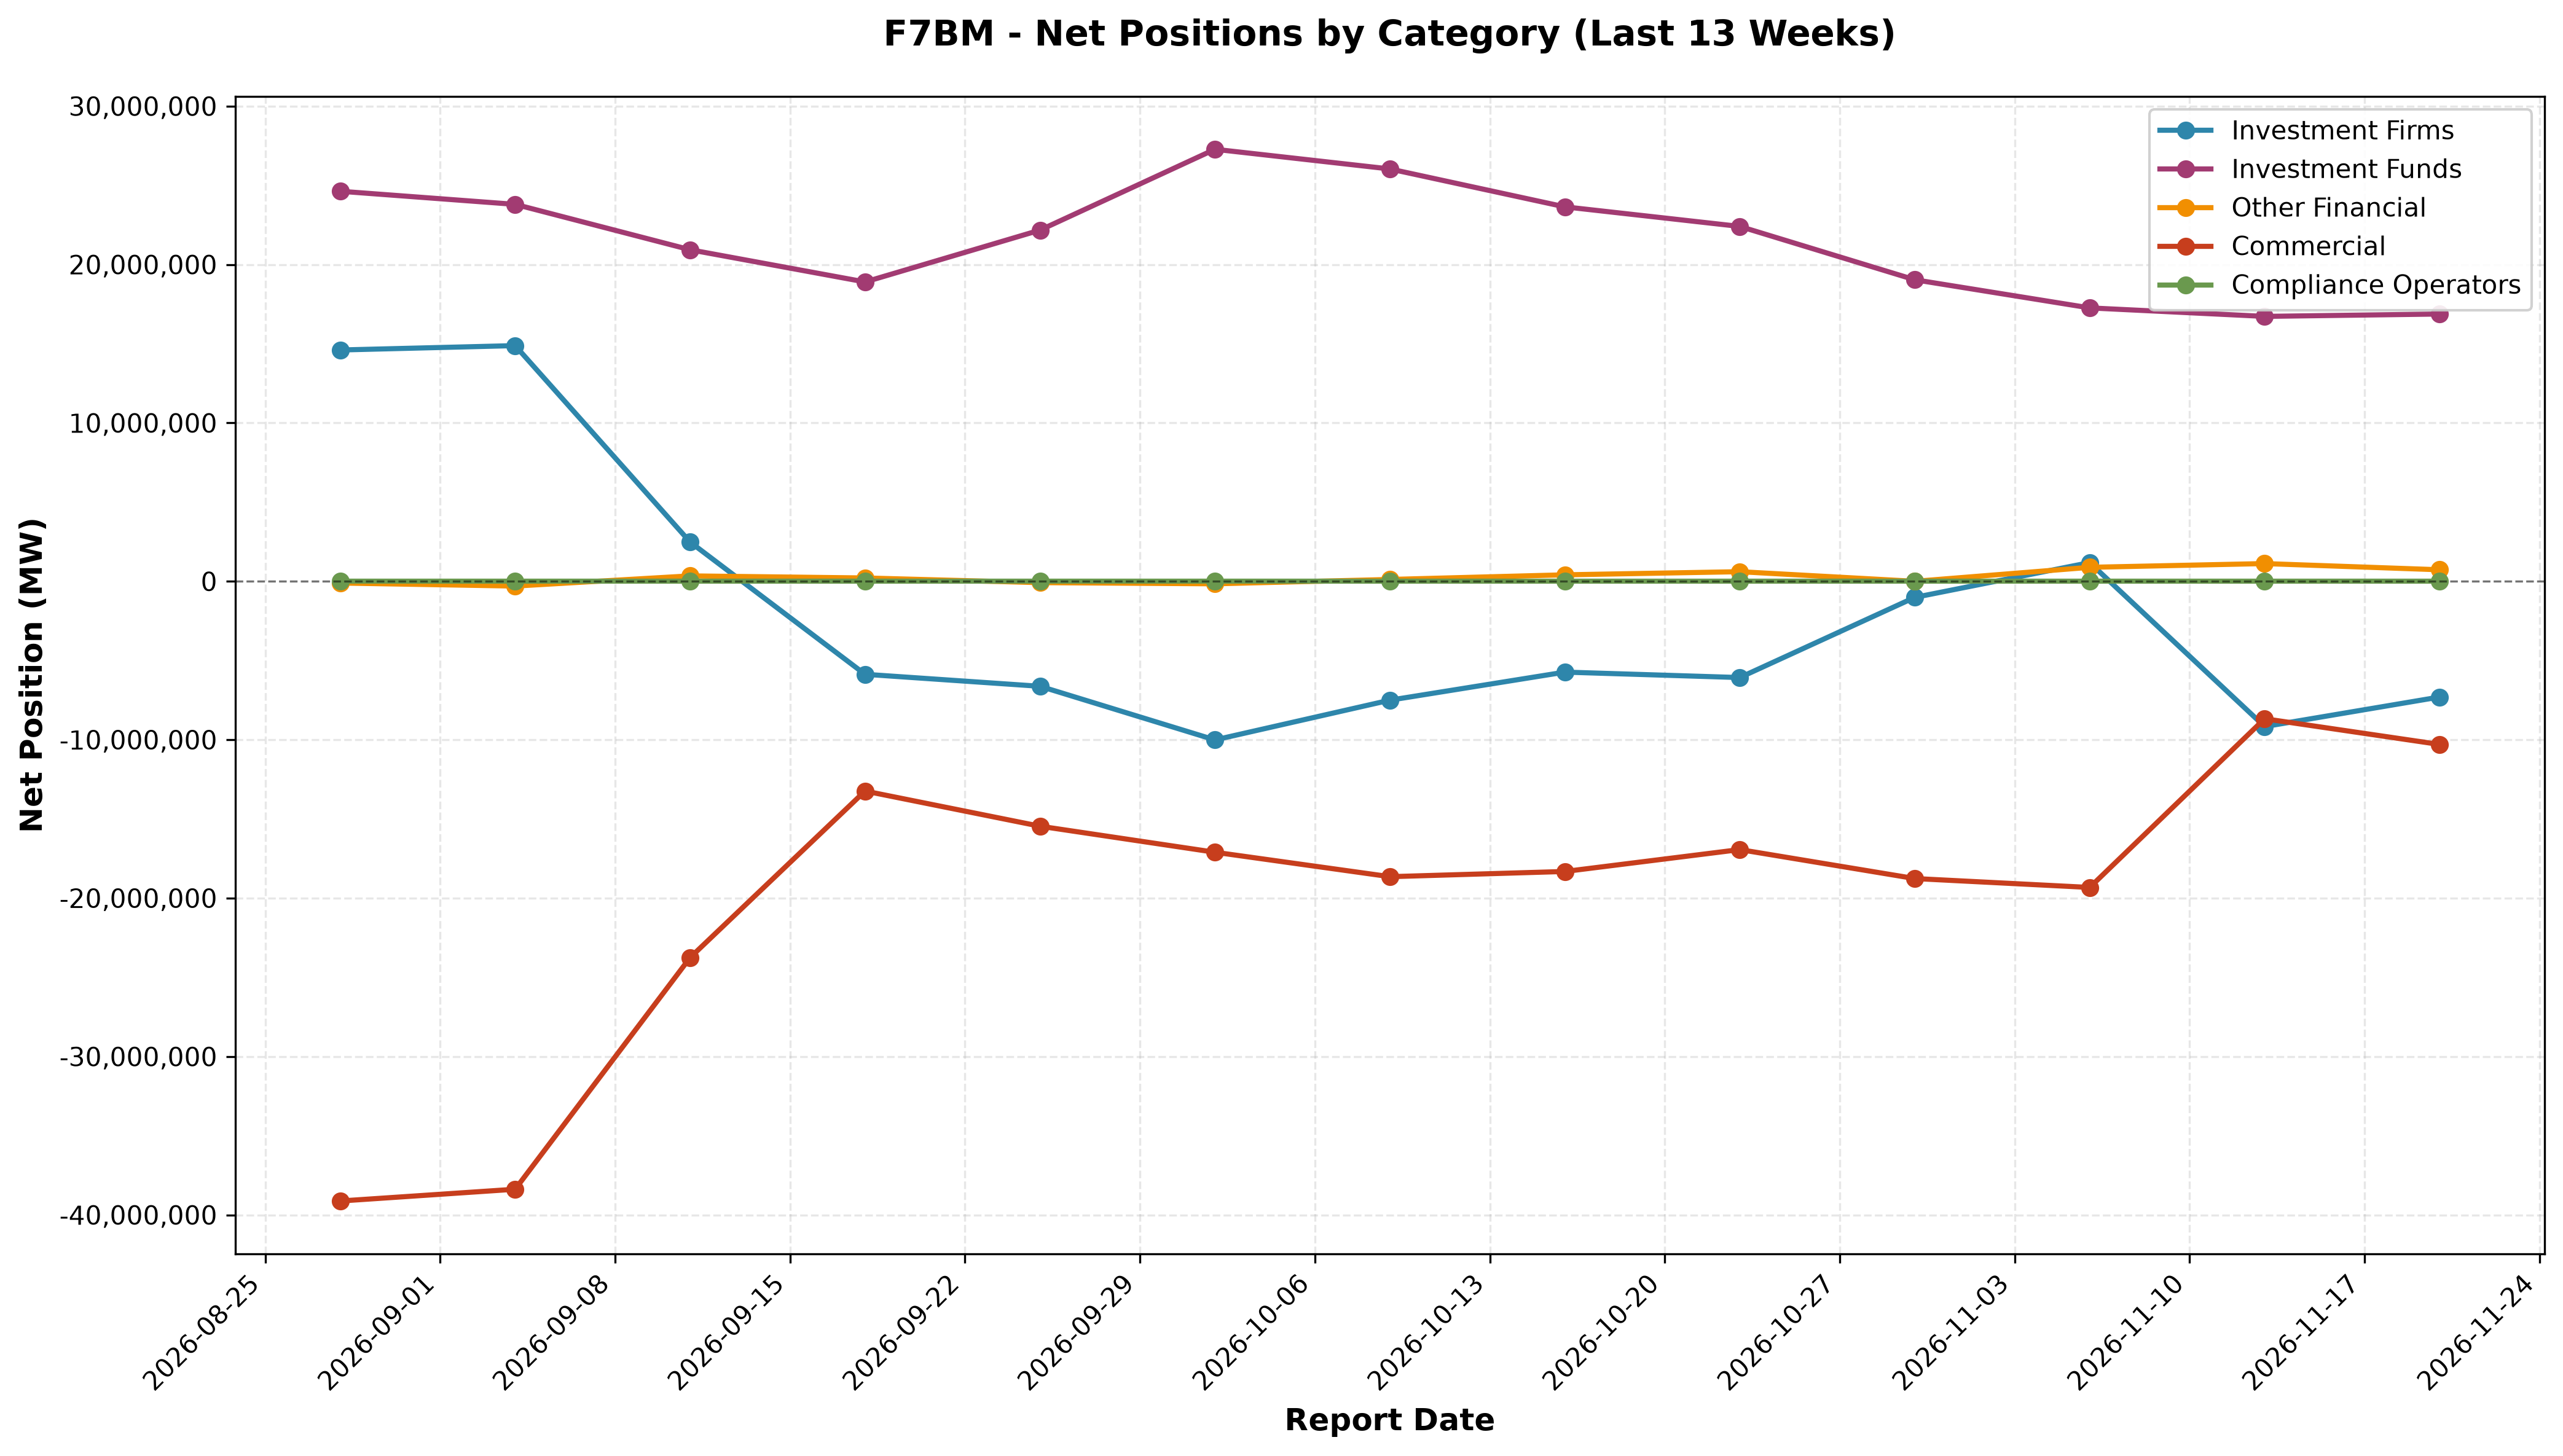 F7BM - Net Positions by Category (Last 13 Weeks)
30,000,000
20,000,000
10,000,000
0
-10,000,000
-20,000,000
-30,000,000
-40,000,000
Net Position (MW)
Investment Firms
Investment Funds
Other Financial
Commercial
Compliance Operators
2026-08-25
2026-09-01
2026-09-08
2026-09-15
2026-09-22
2026-09-29
2026-10-06
2026-10-13
2026-10-20
2026-10-27
2026-11-03
2026-11-10
2026-11-17
2026-11-24
Report Date